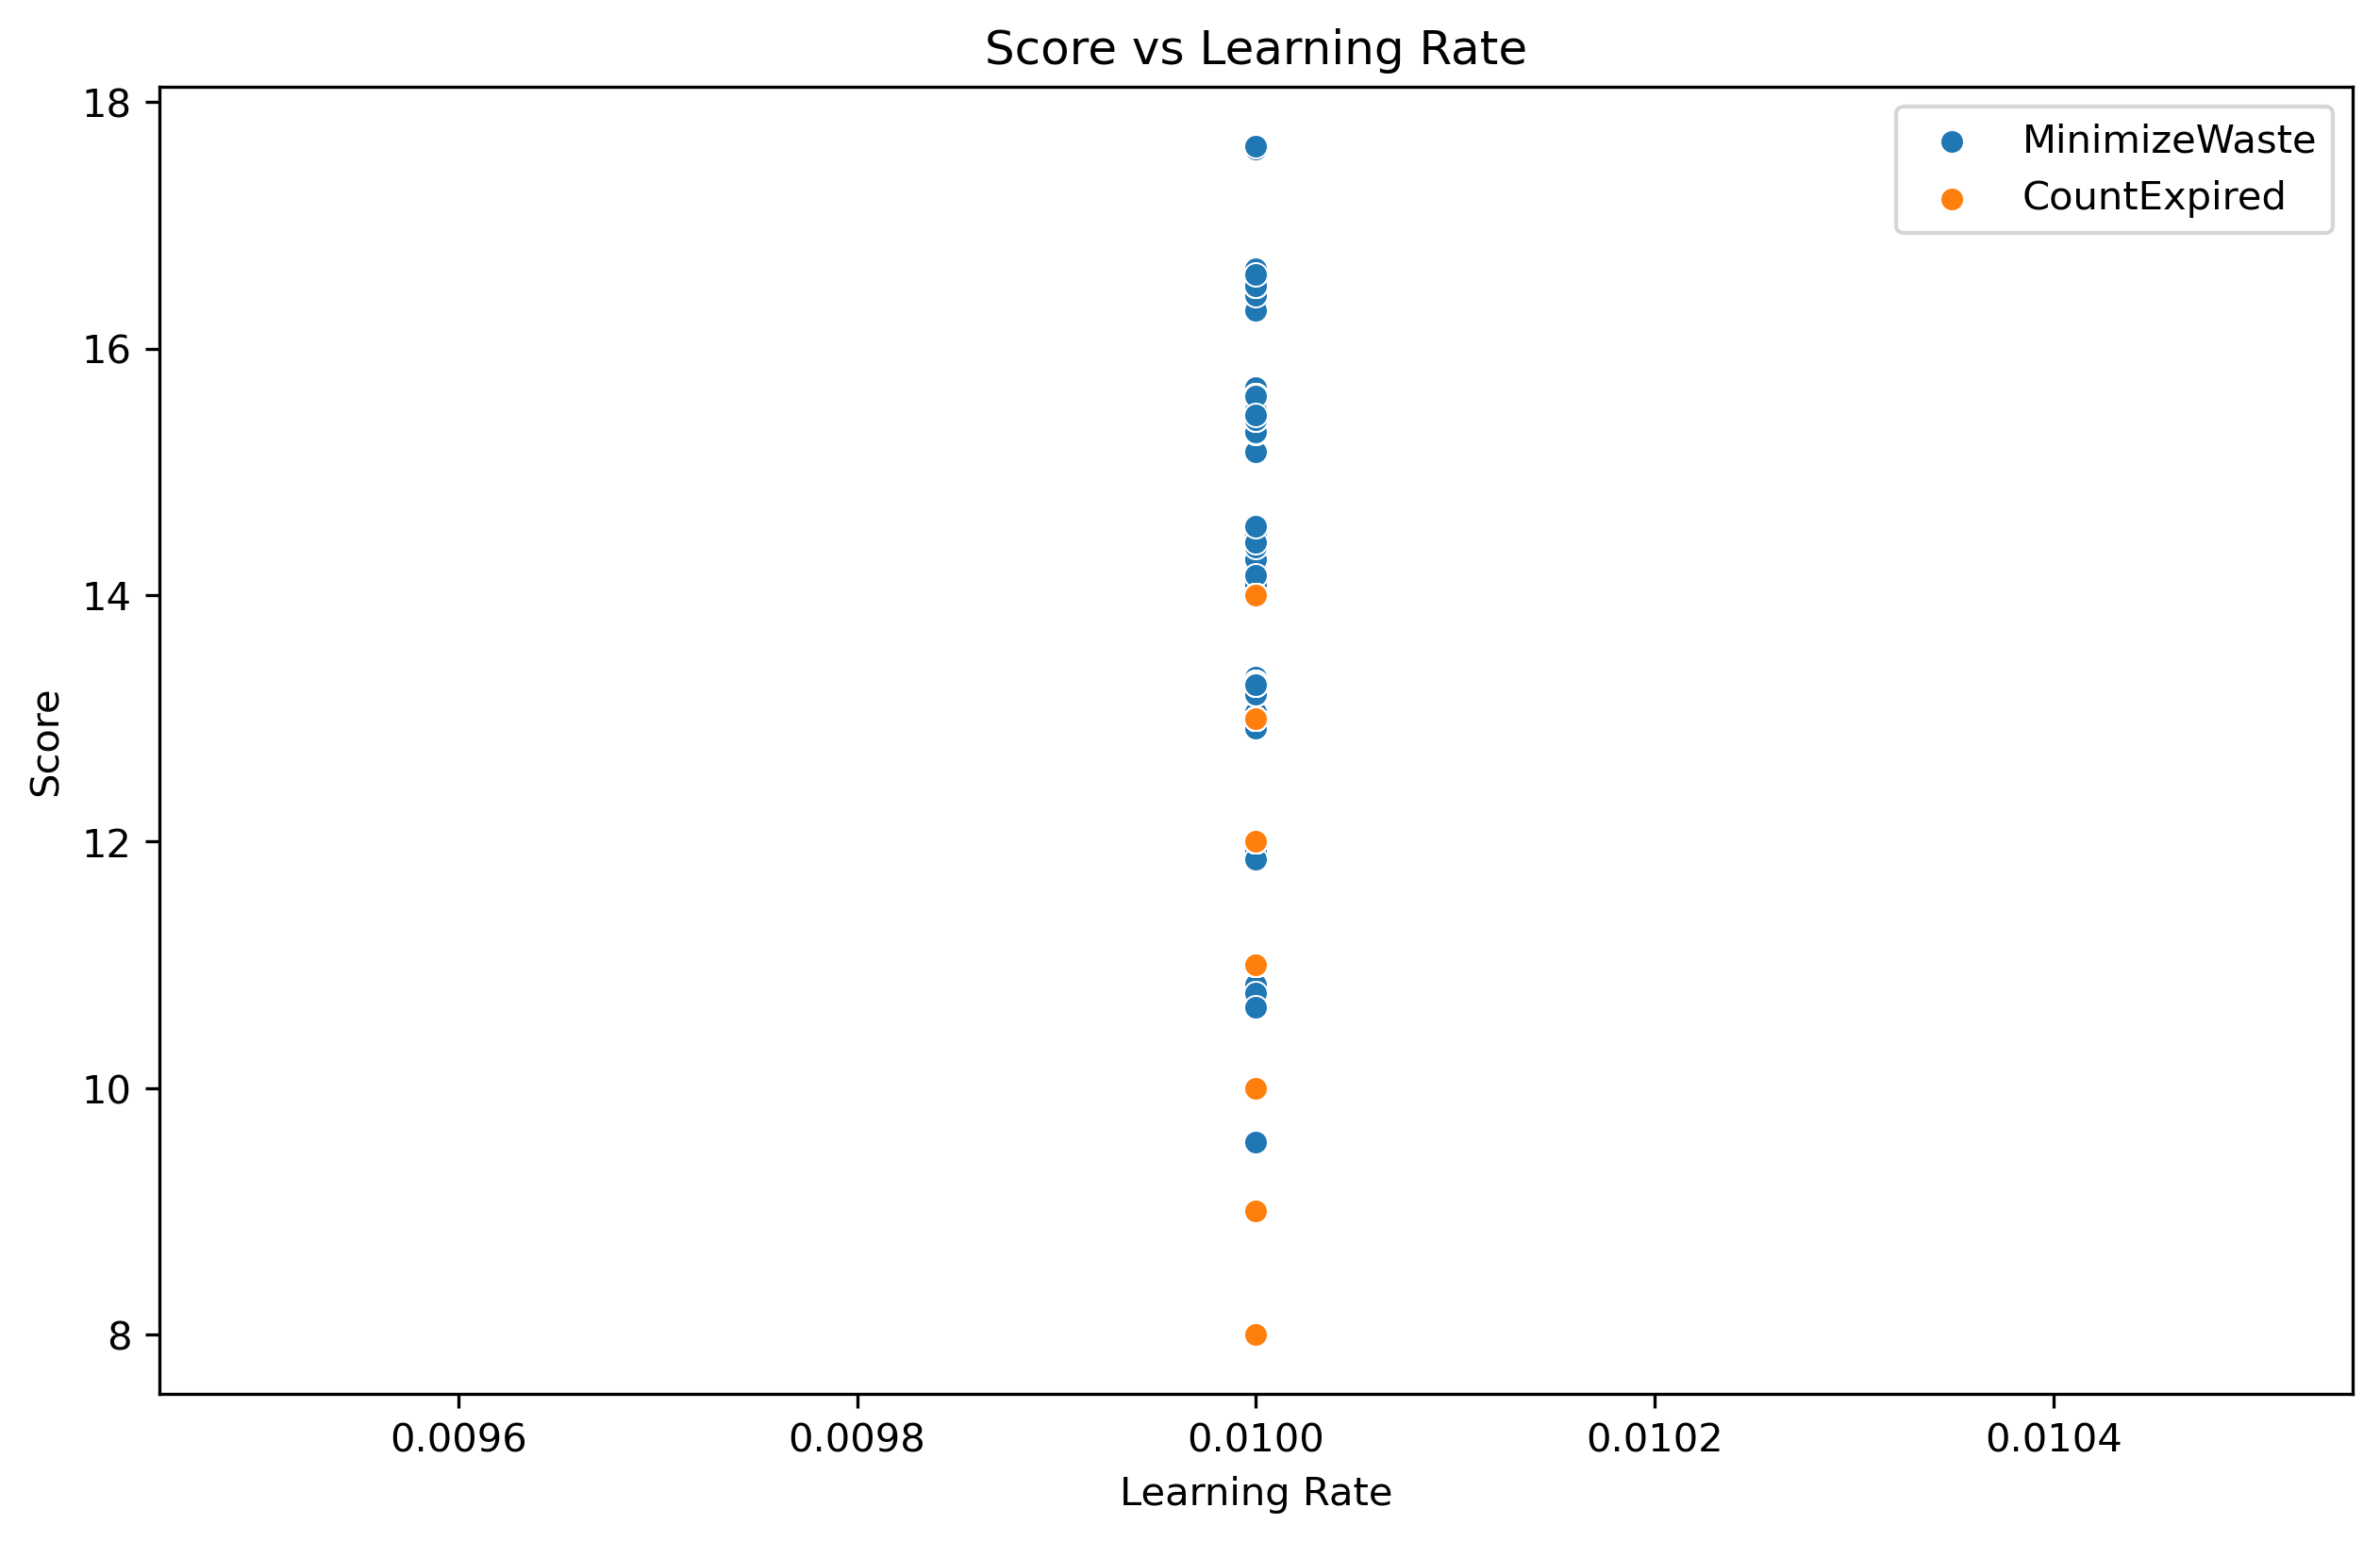 Score vs Learning Rate
MinimizeWaste
CountExpired
Score
18
16
14
12
10
8
0.0096
0.0098
0.0100
0.0102
0.0104
Learning Rate